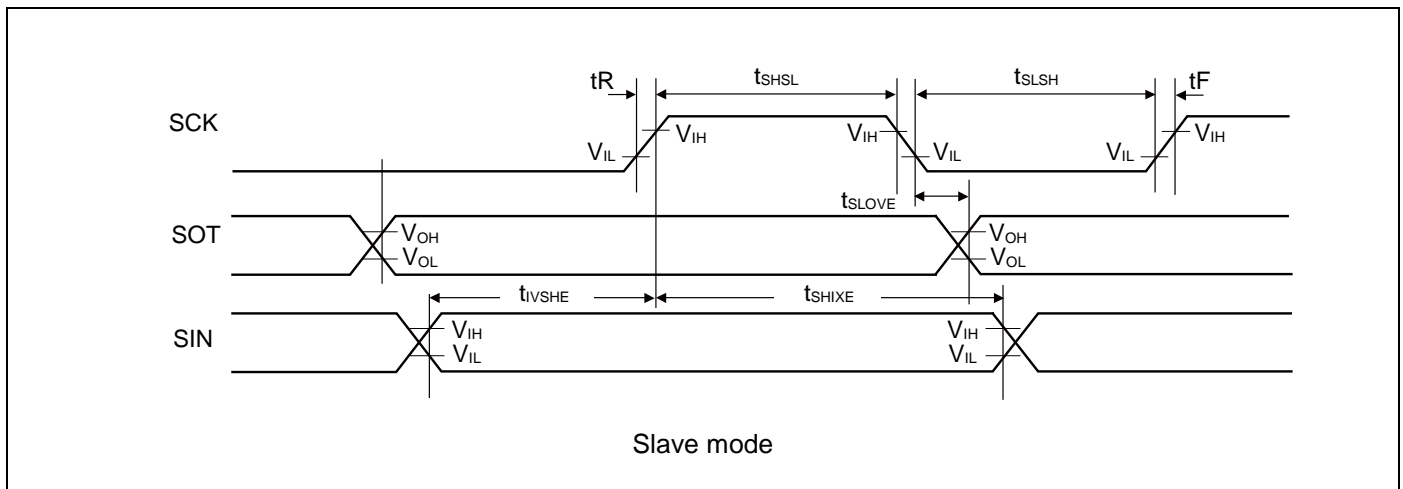 tR tSHSL tSLSH tF
SCK VIH VIH VIH
VIL VIL VIL
tSLOVE
SOT VOH VOH
VOL VOL
tIVSHE tSHIXE
SIN VIH VIH
VIL VIL
Slave mode